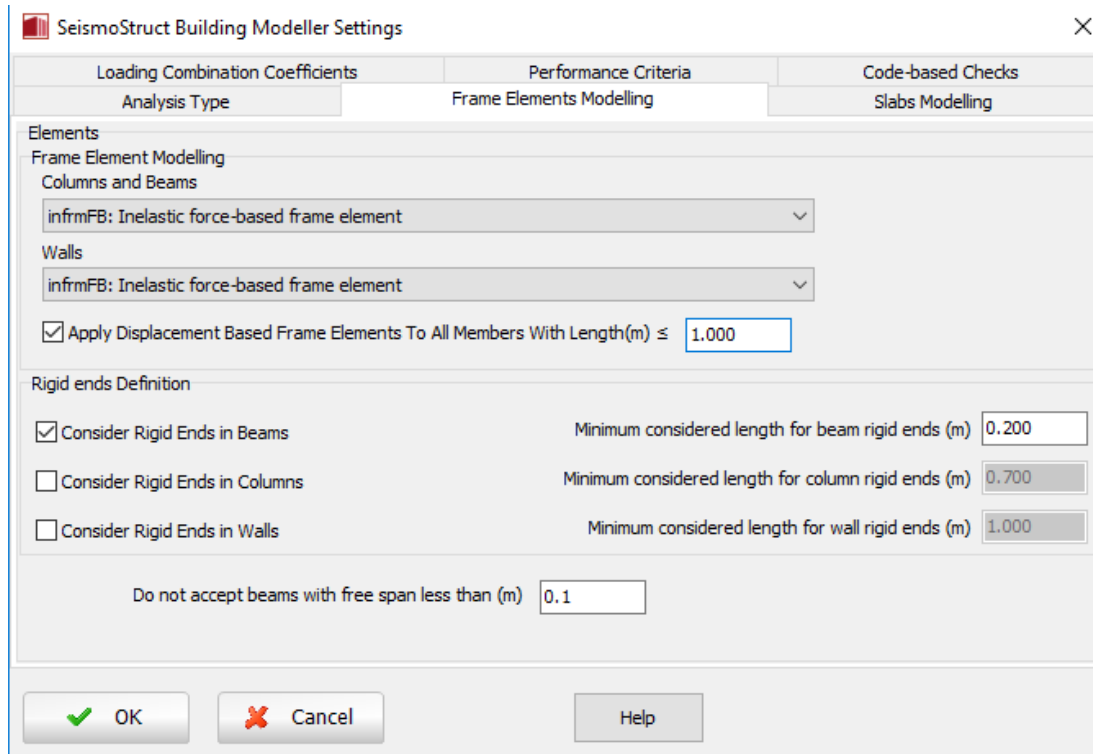 SeismoStruct Building Modeller Settings
Loading Combination Coefficients Performance Criteria Code-based Checks
Analysis Type Frame Elements Modelling Slabs Modelling
Elements
Frame Element Modelling
Columns and Beams
infrmFB: Inelastic force-based frame element
Walls
infrmFB: Inelastic force-based frame element
Apply Displacement Based Frame Elements To All Members With Length(m) ≤ 1.000
Rigid ends Definition
Consider Rigid Ends in Beams Minimum considered length for beam rigid ends (m) 0.200
Consider Rigid Ends in Columns Minimum considered length for column rigid ends (m) 0.700
Consider Rigid Ends in Walls Minimum considered length for wall rigid ends (m) 1.000
Do not accept beams with free span less than (m) 0.1
OK Cancel Help